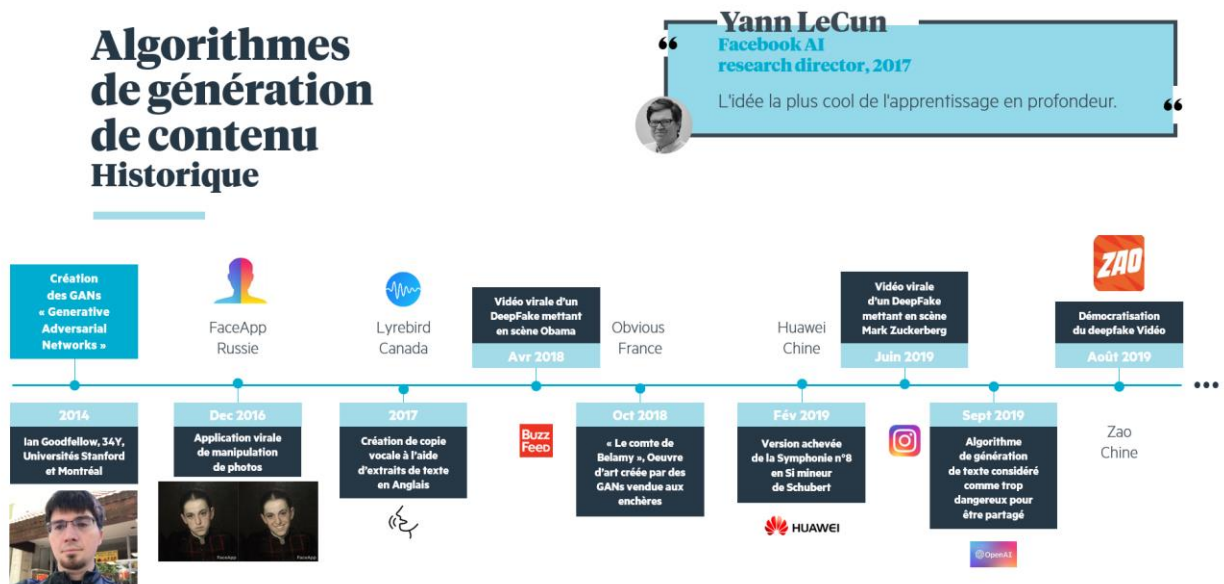 Algorithmes
de génération
de contenu
Historique
Yann LeCun
Facebook AI
research director, 2017
L'idée la plus cool de l'apprentissage en profondeur.
Création
des GANs
« Generative
Adversarial
Networks »
2014
Ian Goodfellow, 34Y,
Universités Stanford
et Montréal
FaceApp
Russie
Dec 2016
Application virale
de manipulation
de photos
FaceApp
FaceApp
Lyrebird
Canada
2017
Création de copie
vocale à l'aide
d'extraits de texte
en Anglais
Vidéo virale d'un
DeepFake mettant
en scène Obama
Avr 2018
Buzz
Feed
Obvious
France
Oct 2018
« Le comte de
Belamy », Oeuvre
d'art créée par des
GANs vendue aux
enchères
Huawei
Chine
Fév 2019
Version achevée
de la Symphonie n°8
en Si mineur
de Schubert
HUAWEI
Vidéo virale
d'un DeepFake
mettant en scène
Mark Zuckerberg
Juin 2019
Sept 2019
Algorithme
de génération
de texte considéré
comme trop
dangereux pour
être partagé
OpenAI
ZAO
Démocratisation
du deepfake Vidéo
Août 2019
Zao
Chine